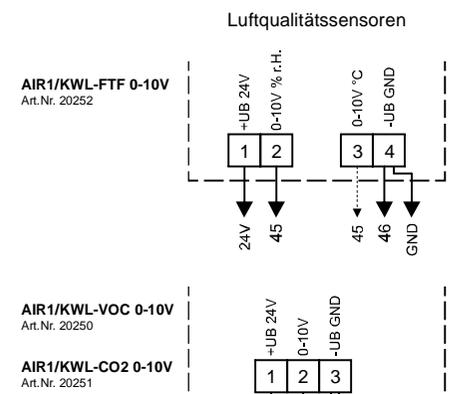 Luftqualitätssensoren
AIR1/KWL-FTF 0-10V
Art.Nr. 20252
+UB 24V
0-10V % r.H.
0-10V °C
-UB GND
1 2 3 4
24V
45
45
46
GND
AIR1/KWL-VOC 0-10V
Art.Nr. 20250
AIR1/KWL-CO2 0-10V
Art.Nr. 20251
+UB 24V
0-10V
-UB GND
1 2 3